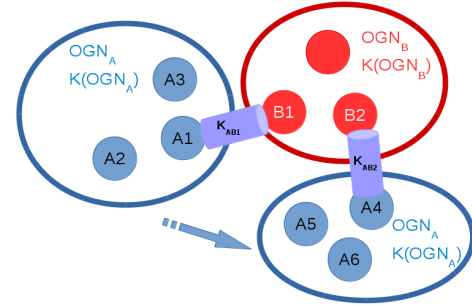 OGN_A
K(OGN_A)
A3
A1
A2
K_AB1
OGN_B
K(OGN_B)
B1
B2
K_AB2
A4
A5
A6
OGN_A
K(OGN_A)